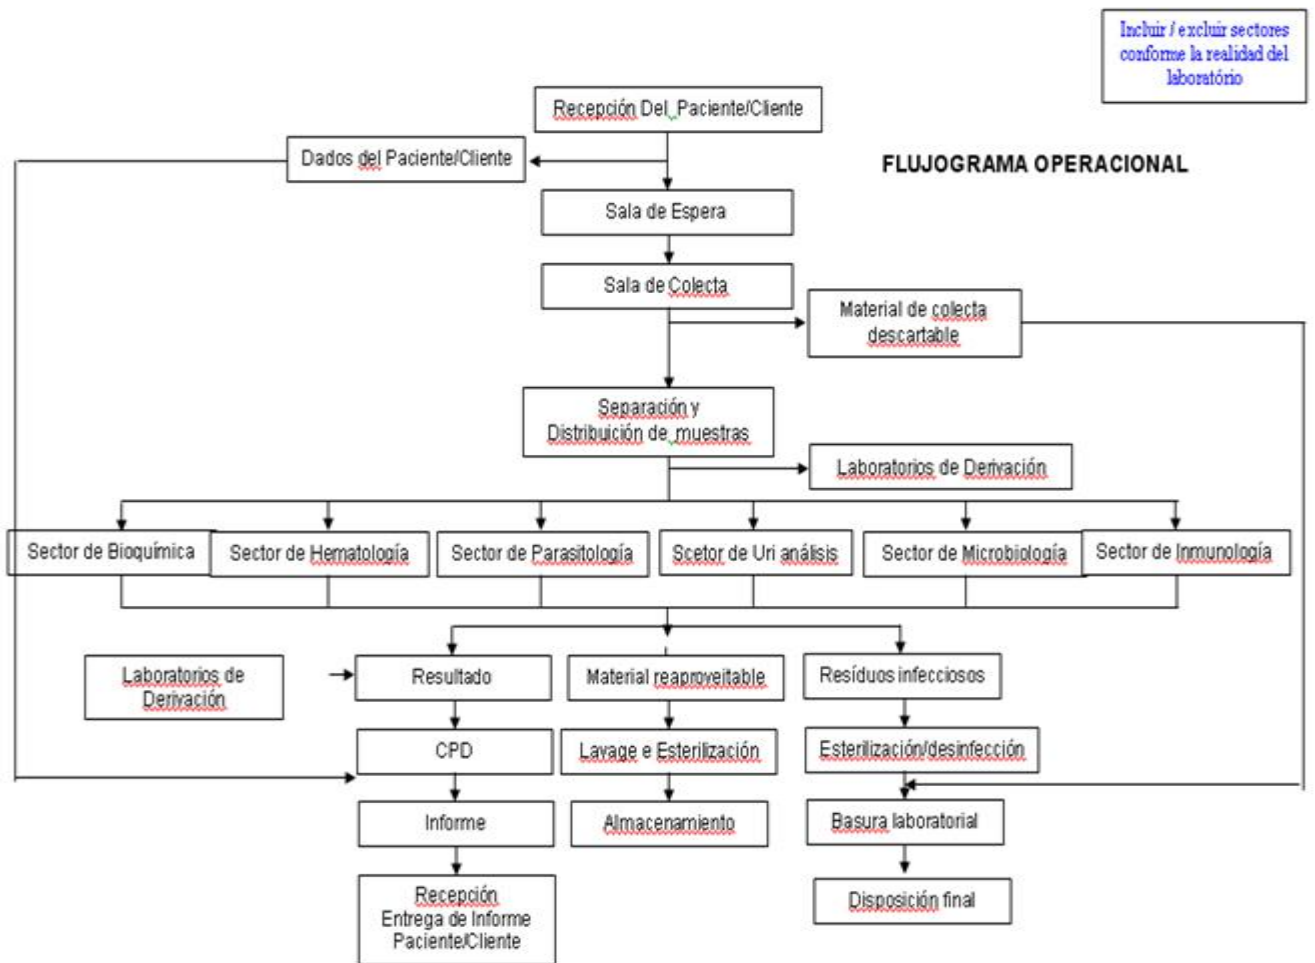 Incluir / excluir sectores
conforme la realidad del
laboratório
Recepción Del Paciente/Cliente
Dados del Paciente/Cliente
FLUJOGRAMA OPERACIONAL
Sala de Espera
Sala de Colecta
Material de colecta
descartable
Separación y
Distribuición de muestras
Laboratorios de Derivación
Sector de Bioquímica
Sector de Hematología
Sector de Parasitología
Scetor de Uri análisis
Sector de Microbiología
Sector de Inmunología
Laboratorios de
Derivación
Resultado
Material reaproveitable
Resíduos infecciosos
CPD
Lavage e Esterilización
Esterilización/desinfección
Informe
Almacenamiento
Basura laboratorial
Recepción
Entrega de Informe
Paciente/Cliente
Disposición final